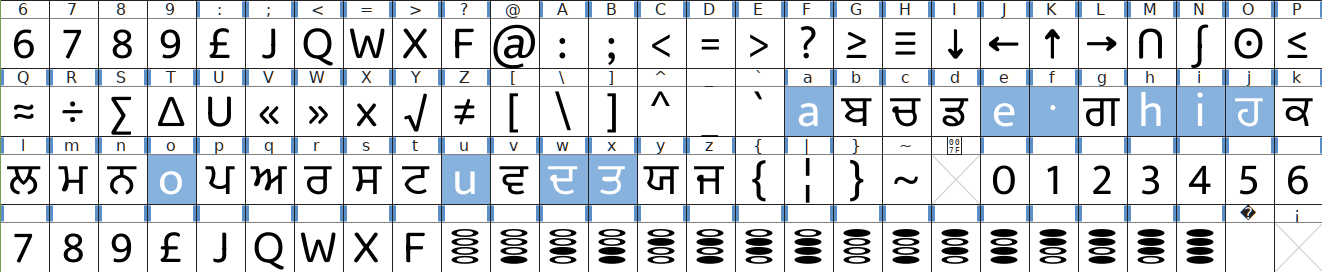 6 7 8 9 : ; < = > ? @ A B C D E F G H I J K L M N O P
6 7 8 9 £ J Q W X F @ : ; < = > ? ≥ ≡ ↓ ← ↑ → ∩ ∫ ʘ ≤
Q R S T U V W X Y Z [ \ ] ^ _ ` a b c d e f g h i j k
≈ ÷ ∑ ∆ U « » x √ ≠ [ \ ] ^ _ ` a ਬ ਚ ਡ e · ਗ h i ਹ ਕ
l m n o p q r s t u v w x y z { | } ~ 007F
ਲ ਮ ਨ o ਪ ਅ ਰ ਸ ਟ u ਵ ਦ ਤ ਯ ਜ { ¦ } ~ 0 1 2 3 4 5 6
� ¡
7 8 9 £ J Q W X F